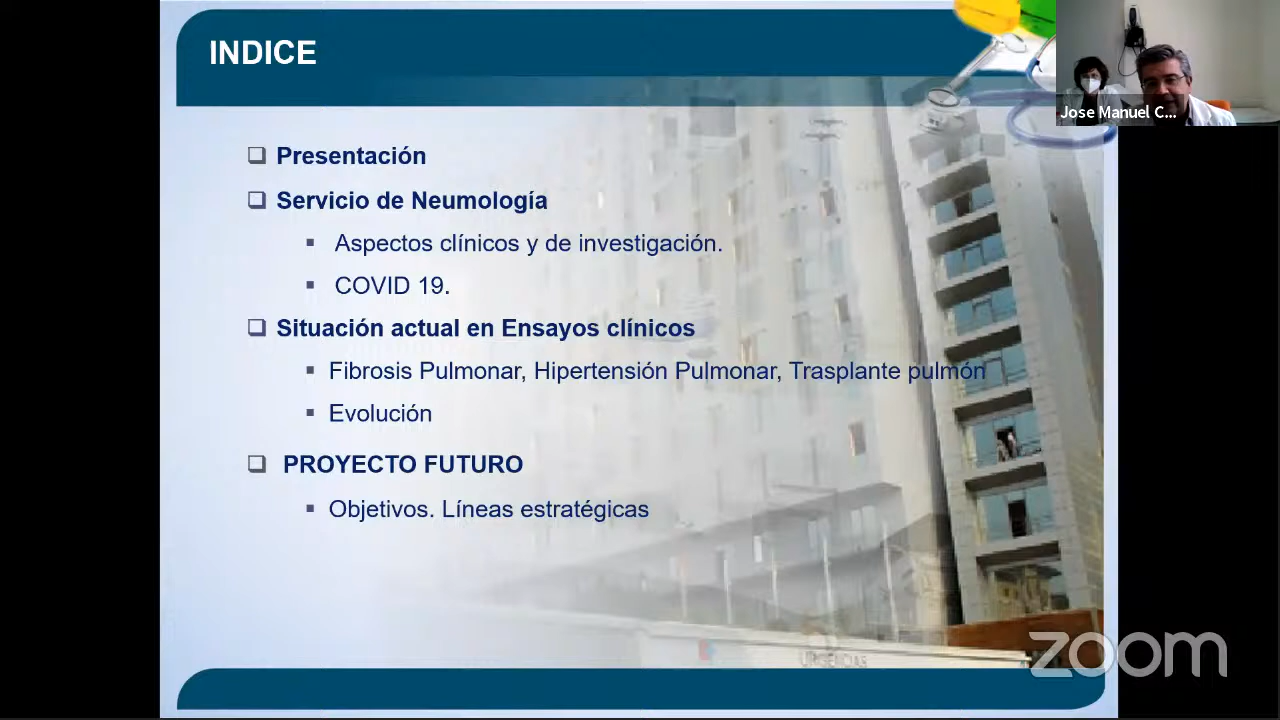 INDICE
Jose Manuel C...
Presentación
Servicio de Neumología
Aspectos clínicos y de investigación.
COVID 19.
Situación actual en Ensayos clínicos
Fibrosis Pulmonar, Hipertensión Pulmonar, Trasplante pulmón
Evolución
PROYECTO FUTURO
Objetivos. Líneas estratégicas
URGENCIAS
zoom